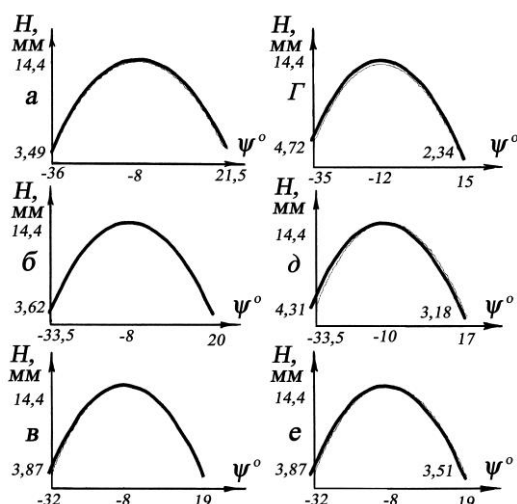 Н,
мм
14,4
а
3,49
-36
-8
21,5
ψ°
Н,
мм
14,4
Г
4,72
2,34
-35
-12
15
ψ°
Н,
мм
14,4
б
3,62
-33,5
-8
20
ψ°
Н,
мм
14,4
д
4,31
3,18
-33,5
-10
17
ψ°
Н,
мм
14,4
в
3,87
-32
-8
19
ψ°
Н,
мм
14,4
е
3,87
3,51
-32
-8
19
ψ°